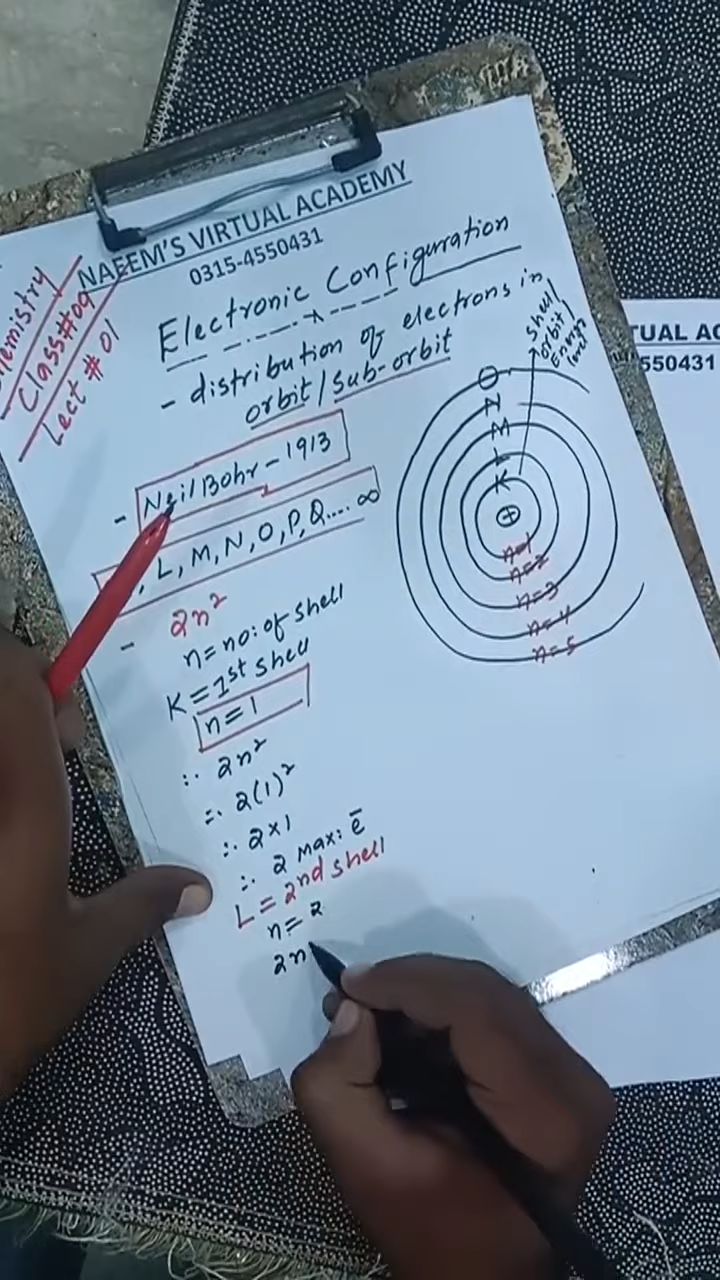 NAEEM'S VIRTUAL ACADEMY
0315-4550431
Chemistry
Class#09
Lect # 01
Electronic Configuration
- distribution of electrons in
orbit / Sub-orbit
- Neil Bohr - 1913
, L, M, N, O, P, Q.... ∞
- 2n²
n = no: of shell
K = 1st shell
n = 1
∴ 2n²
∴ 2(1)²
∴ 2×1
∴ 2 Max: e̅
L = 2nd shell
n = 2
2n
Shell/
orbit/
Energy
level
O
N
M
L
K
+
n=1
n=2
n=3
n=4
n=5
TUAL AC
550431